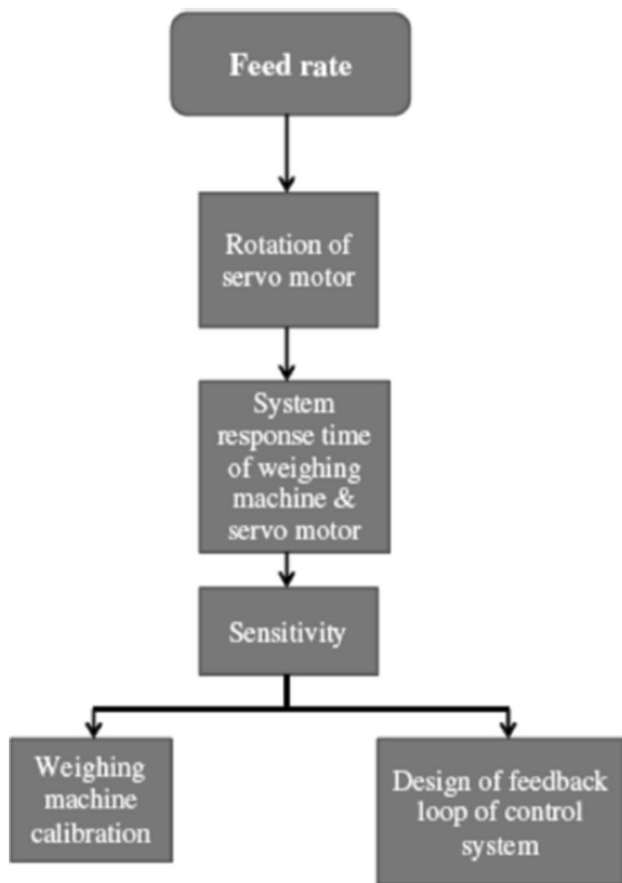 Feed rate
Rotation of
servo motor
System
response time
of weighing
machine &
servo motor
Sensitivity
Weighing
machine
calibration
Design of feedback
loop of control
system